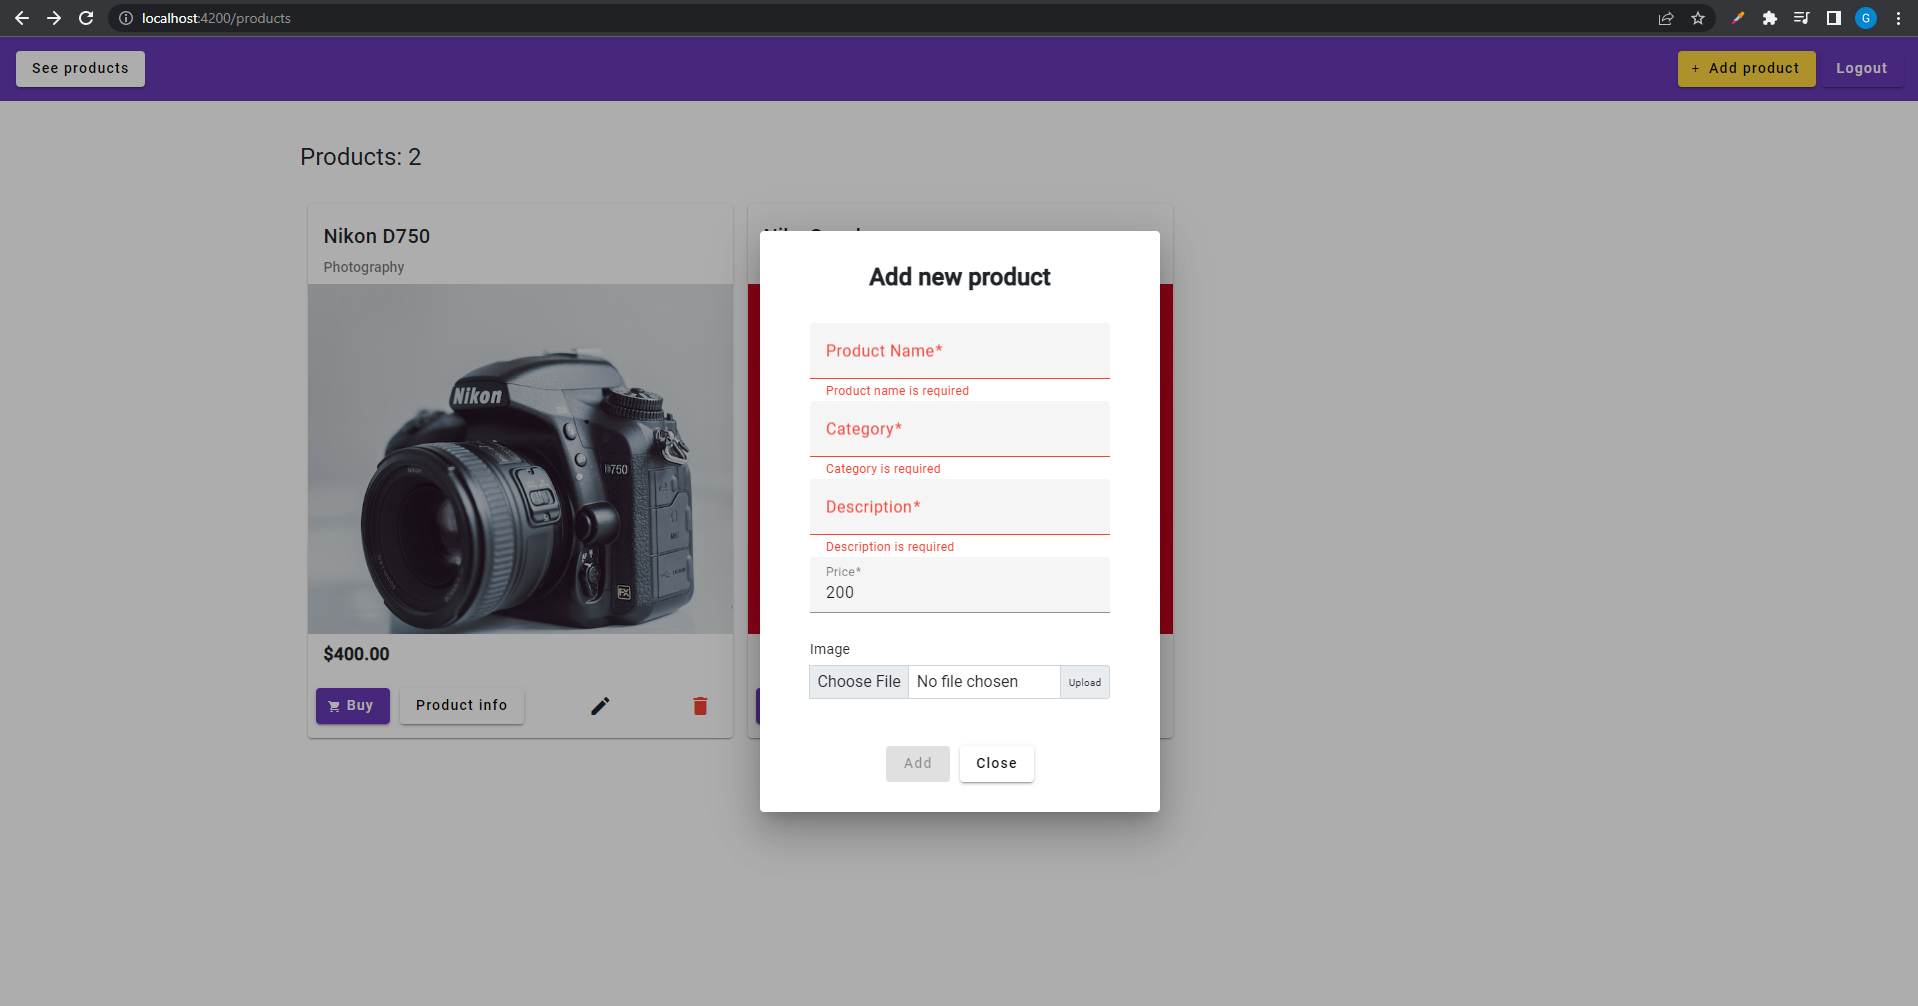 localhost:4200/products
G
See products
+ Add product
Logout
Products: 2
Nikon D750
Photography
Nikon
D750
FX
$400.00
Buy
Product info
Add new product
Product Name*
Product name is required
Category*
Category is required
Description*
Description is required
Price*
200
Image
Choose File No file chosen Upload
Add Close